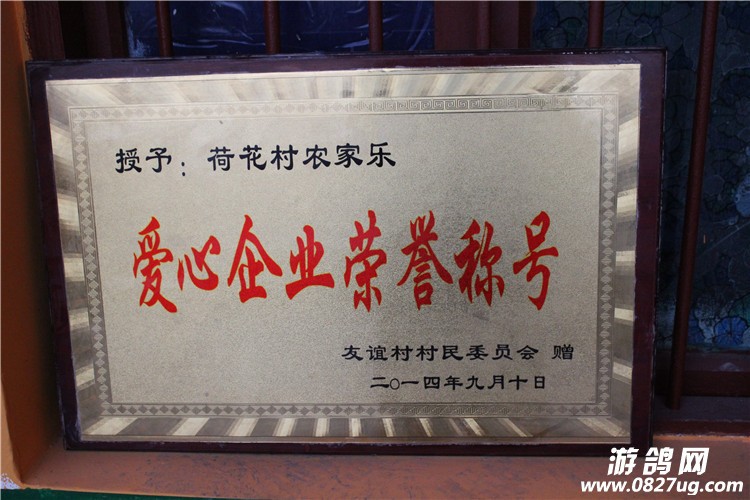 授予：荷花村农家乐
爱心企业荣誉称号
友谊村村民委员会 赠
二〇一四年九月十日
游鸽网
www.0827ug.com